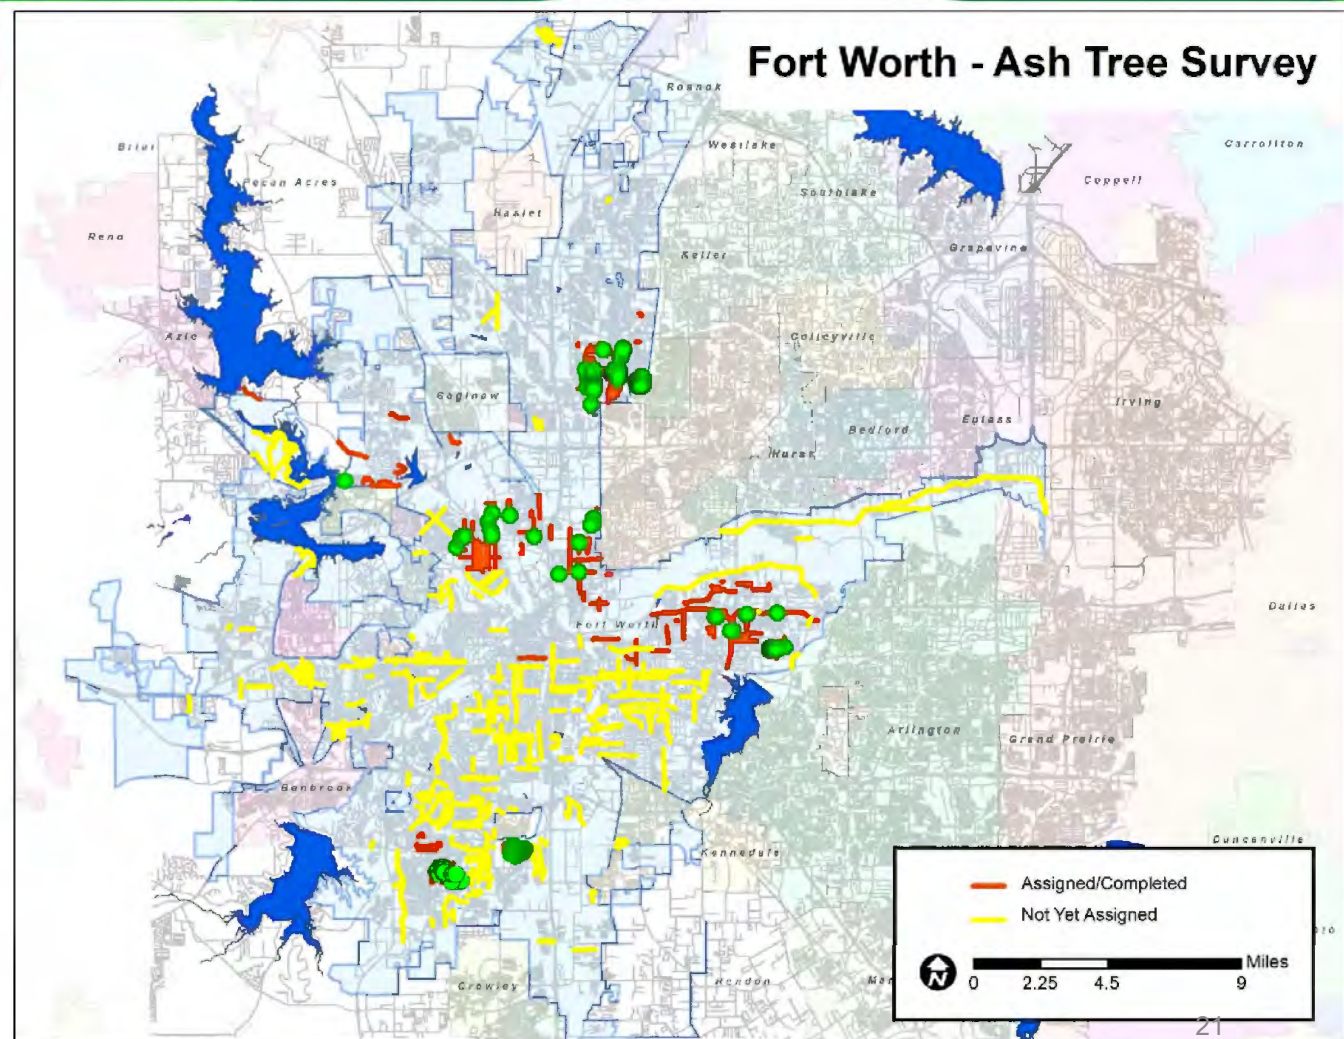 Fort Worth - Ash Tree Survey
Roanok
Westlake
Carrollton
Pecan Acres
Coppell
Southlake
Haslet
Reno
Grapevine
Keller
Azle
Colleyville
Saginaw
Irving
Euless
Bedford
Hurst
Dallas
Fort Worth
Arlington
Grand Prairie
Benbrook
Duncanville
Kennedale
Crowley
Rendon
Assigned/Completed
Not Yet Assigned
N
Miles
0 2.25 4.5 9
21